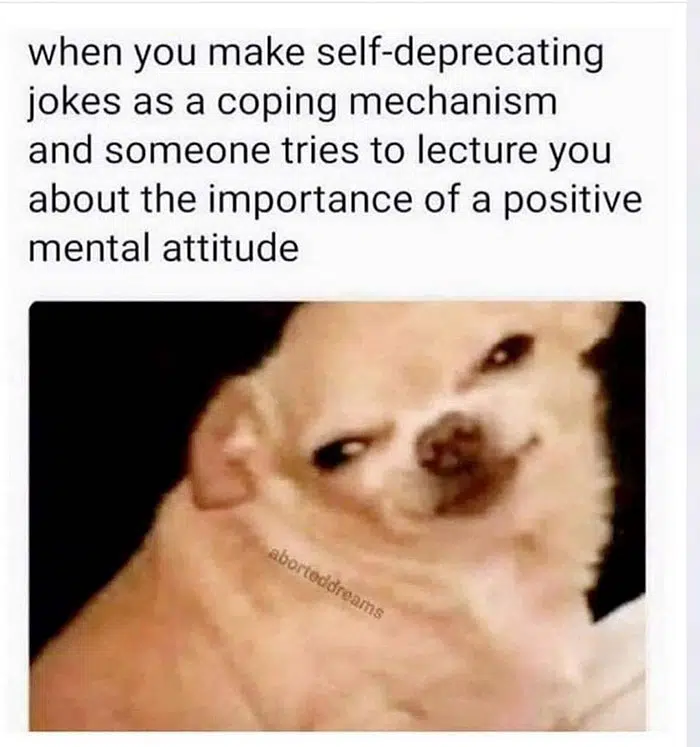 when you make self-deprecating
jokes as a coping mechanism
and someone tries to lecture you
about the importance of a positive
mental attitude
aborteddreams